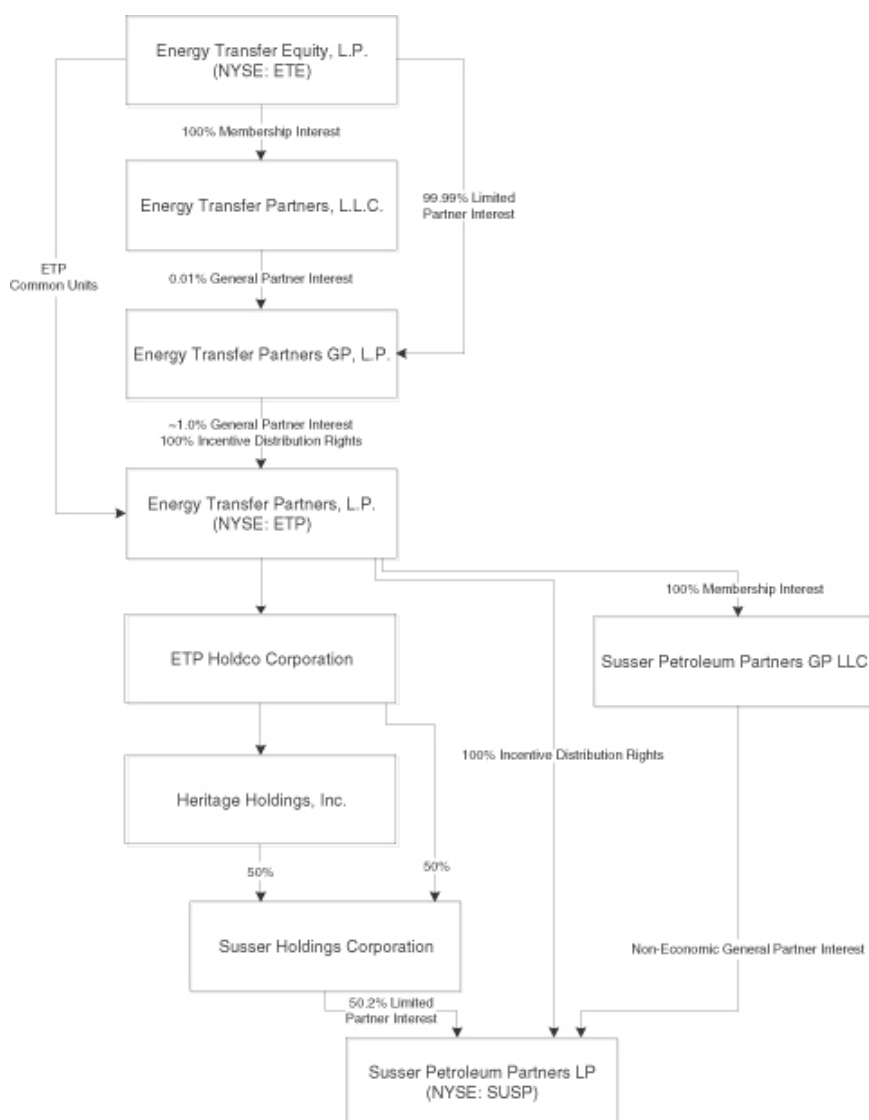 Energy Transfer Equity, L.P.
(NYSE: ETE)
100% Membership Interest
Energy Transfer Partners, L.L.C.
99.99% Limited
Partner Interest
ETP
Common Units
0.01% General Partner Interest
Energy Transfer Partners GP, L.P.
~1.0% General Partner Interest
100% Incentive Distribution Rights
Energy Transfer Partners, L.P.
(NYSE: ETP)
100% Membership Interest
ETP Holdco Corporation
Susser Petroleum Partners GP LLC
100% Incentive Distribution Rights
Heritage Holdings, Inc.
50%
50%
Susser Holdings Corporation
Non-Economic General Partner Interest
50.2% Limited
Partner Interest
Susser Petroleum Partners LP
(NYSE: SUSP)